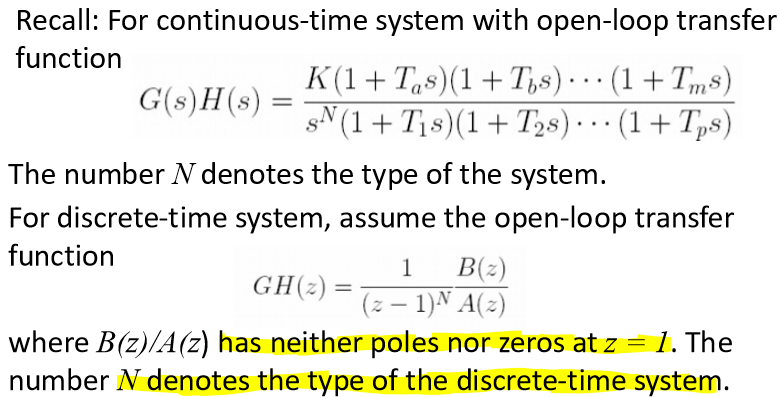 Recall: For continuous-time system with open-loop transfer
function
G(s)H(s) = \frac{K(1 + T_a s)(1 + T_b s) \cdots (1 + T_m s)}{s^N (1 + T_1 s)(1 + T_2 s) \cdots (1 + T_p s)}
The number N denotes the type of the system.
For discrete-time system, assume the open-loop transfer
function
GH(z) = \frac{1}{(z - 1)^N} \frac{B(z)}{A(z)}
where B(z)/A(z) has neither poles nor zeros at z = 1. The
number N denotes the type of the discrete-time system.